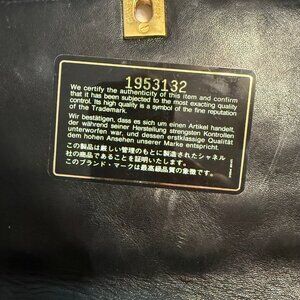 1953132
We certify the authenticity of this item and confirm
that it has been subjected to the most exacting quality
control. Its high quality is a symbol of the fine reputation
of the Trademark.
Wir bestätigen, dass es sich um einen Artikel handelt,
der während seiner Herstellung strengsten Kontrollen
unterworfen war, und dessen erstklassige Qualität
dem hohen Ansehen unserer Marke entspricht.
この製品は厳しい管理のもとに製造されたシャネル
社の商品であることを証明いたします。
このブランド・マークは最高級品質の象徴です。